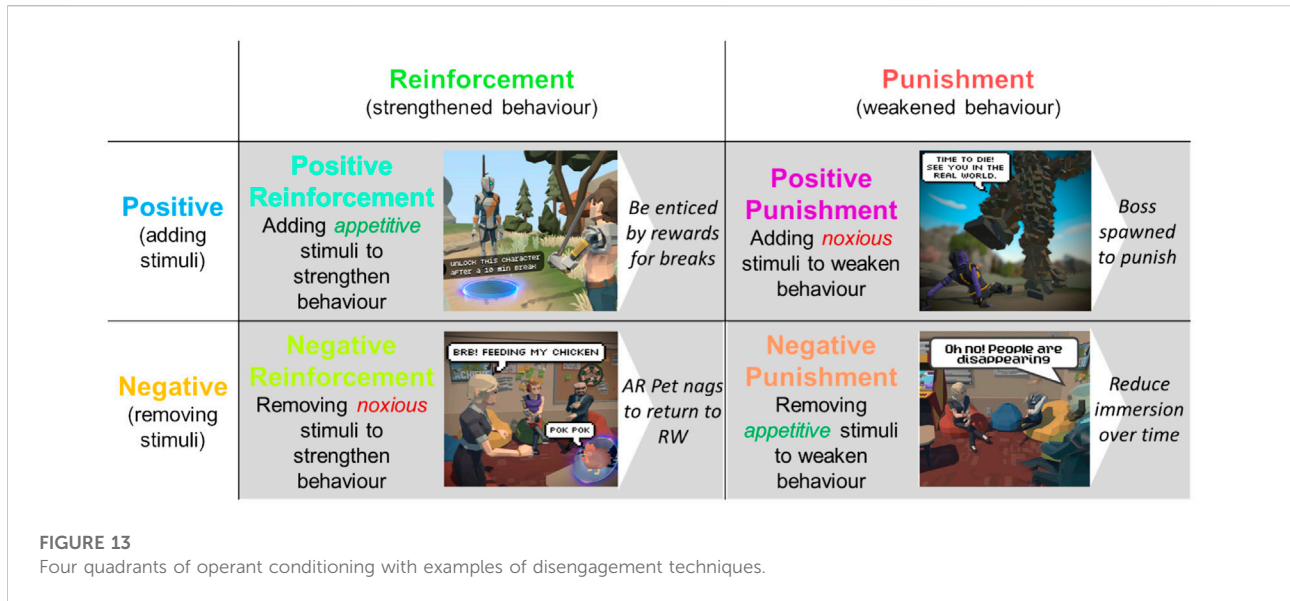 Reinforcement
(strengthened behaviour)
Punishment
(weakened behaviour)
Positive
(adding
stimuli)
Positive
Reinforcement
Adding appetitive
stimuli to
strengthen
behaviour
UNLOCK THIS CHARACTER
AFTER A 10 MIN BREAK
Be enticed
by rewards
for breaks
Positive
Punishment
Adding noxious
stimuli to weaken
behaviour
TIME TO DIE!
SEE YOU IN THE
REAL WORLD.
Boss
spawned
to punish
Negative
(removing
stimuli)
Negative
Reinforcement
Removing noxious
stimuli to
strengthen
behaviour
BRB! FEEDING MY CHICKEN
POK POK
AR Pet nags
to return to
RW
Negative
Punishment
Removing
appetitive stimuli
to weaken
behaviour
Oh no! People are
disappearing
Reduce
immersion
over time
FIGURE 13
Four quadrants of operant conditioning with examples of disengagement techniques.